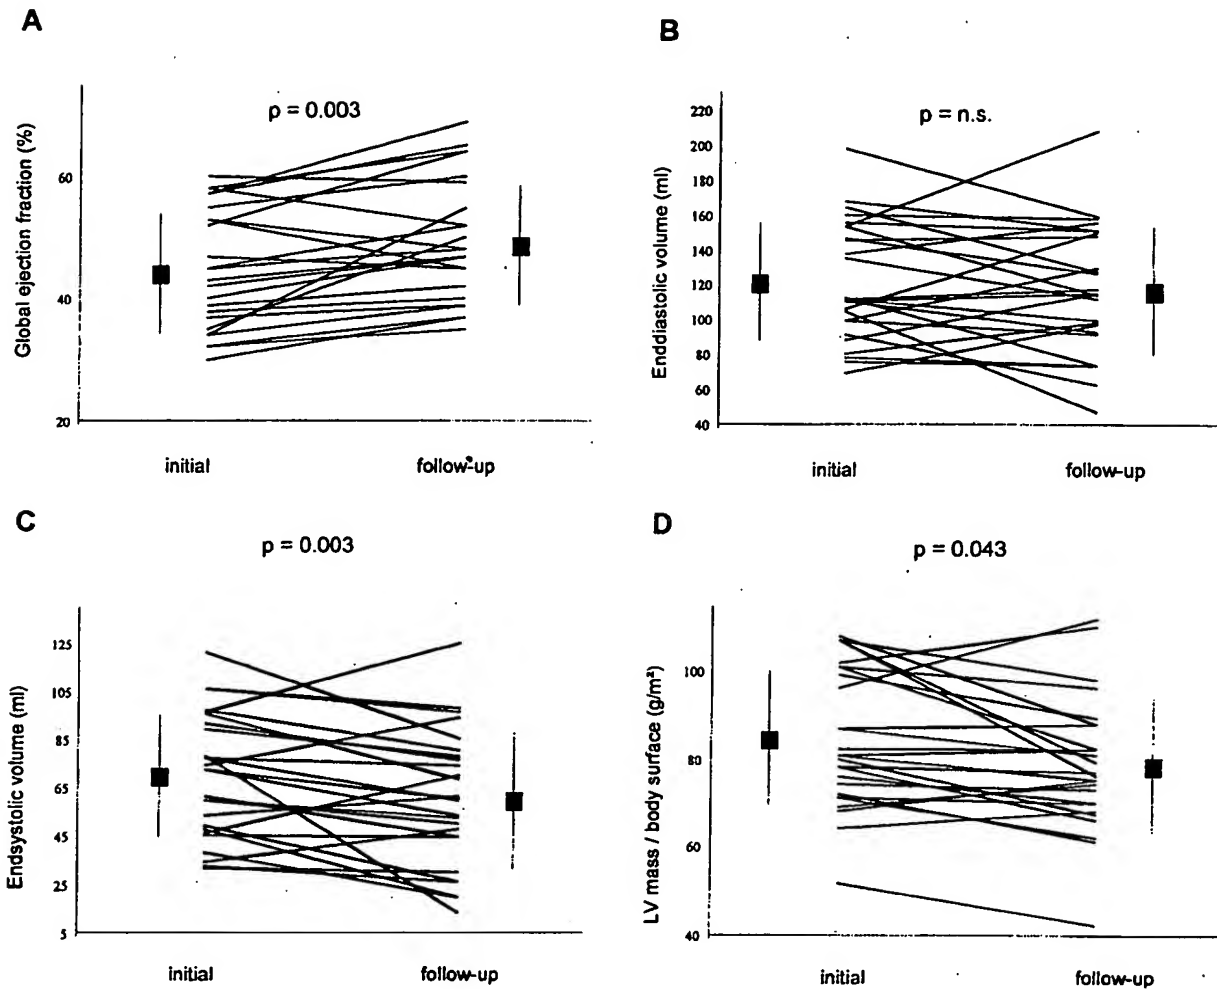 A
p = 0.003
Global ejection fraction (%)
60
40
20
initial
follow-up
B
p = n.s.
Enddiastolic volume (ml)
220
200
180
160
140
120
100
80
60
40
initial
follow-up
C
p = 0.003
Endsystolic volume (ml)
125
105
85
65
45
25
5
initial
follow-up
D
p = 0.043
LV mass / body surface (g/m²)
100
80
60
40
initial
follow-up